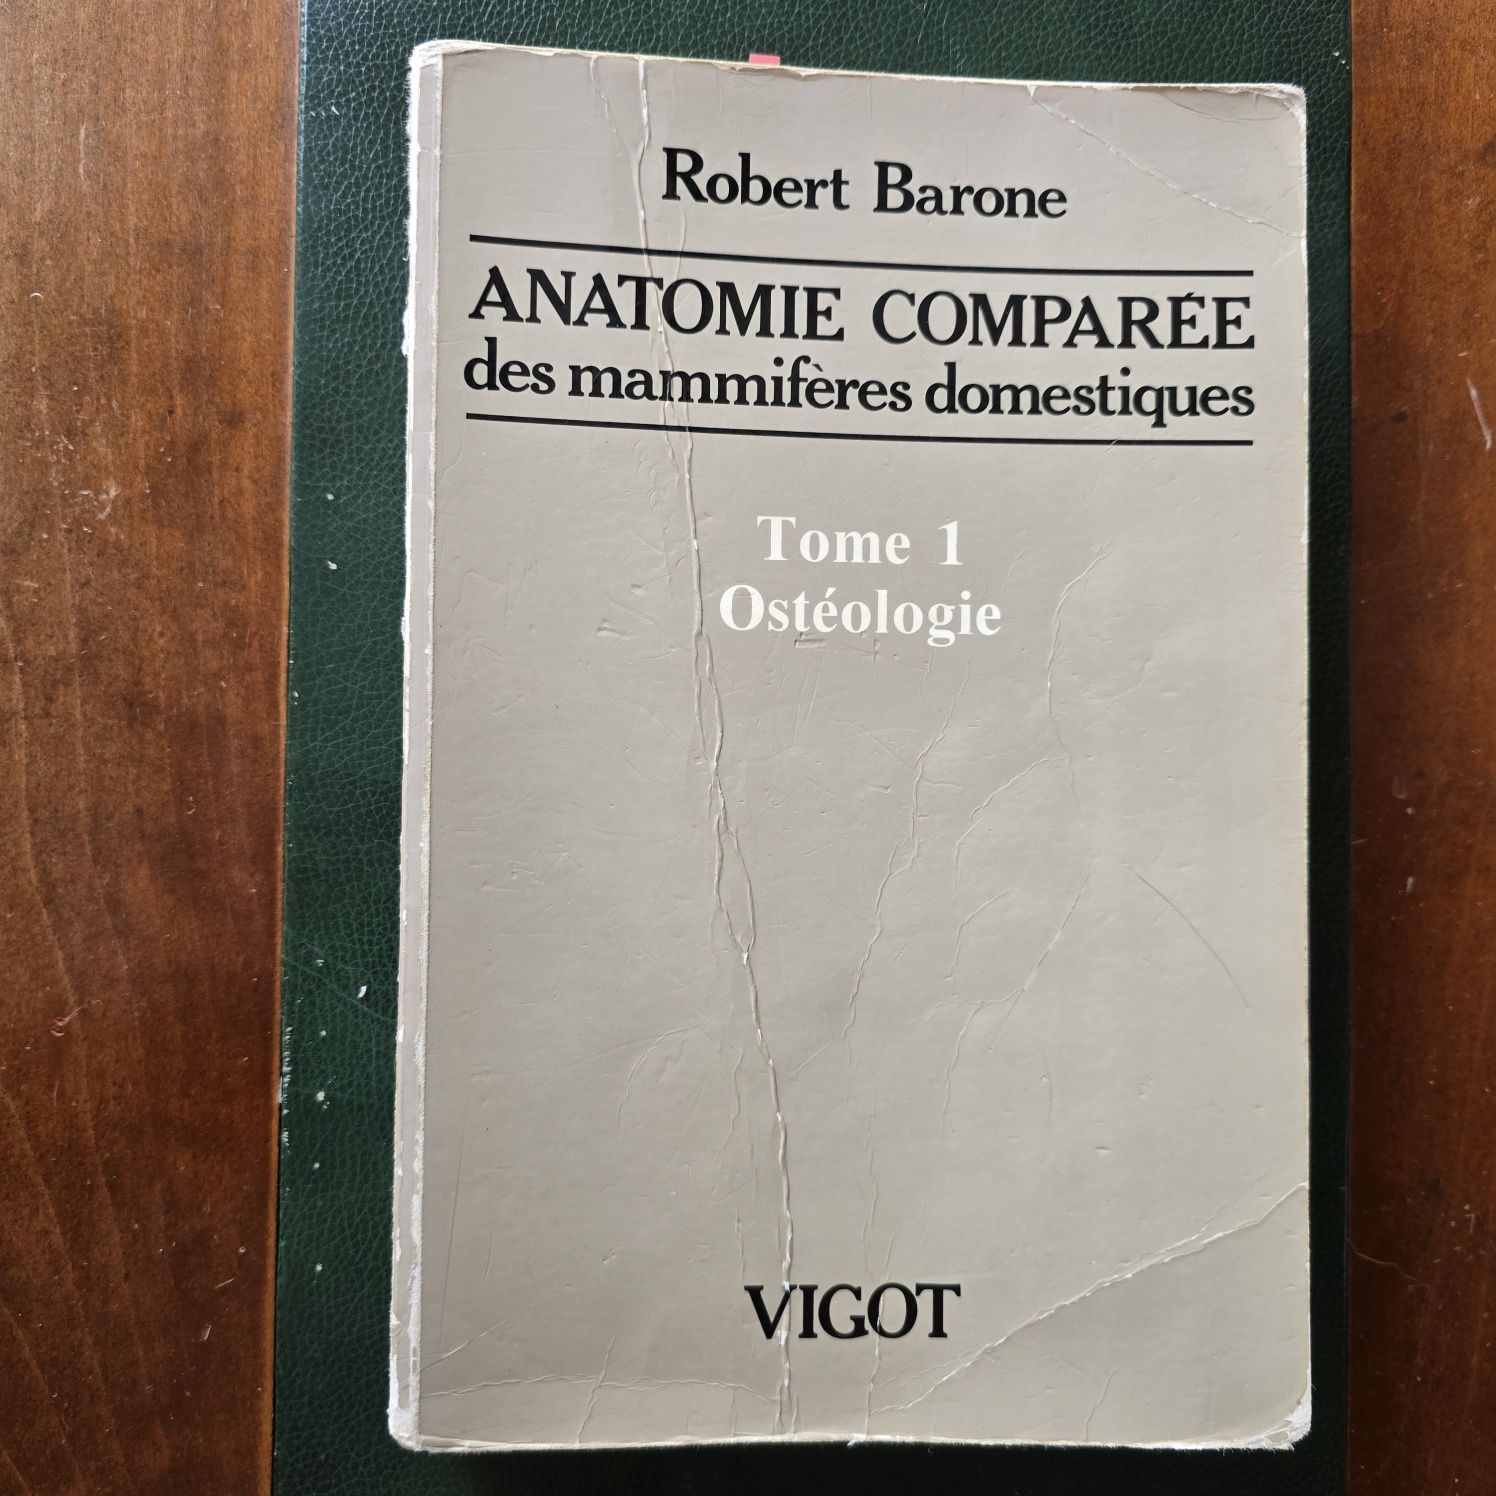 Robert Barone
ANATOMIE COMPARÉE
des mammifères domestiques
Tome 1
Ostéologie
VIGOT